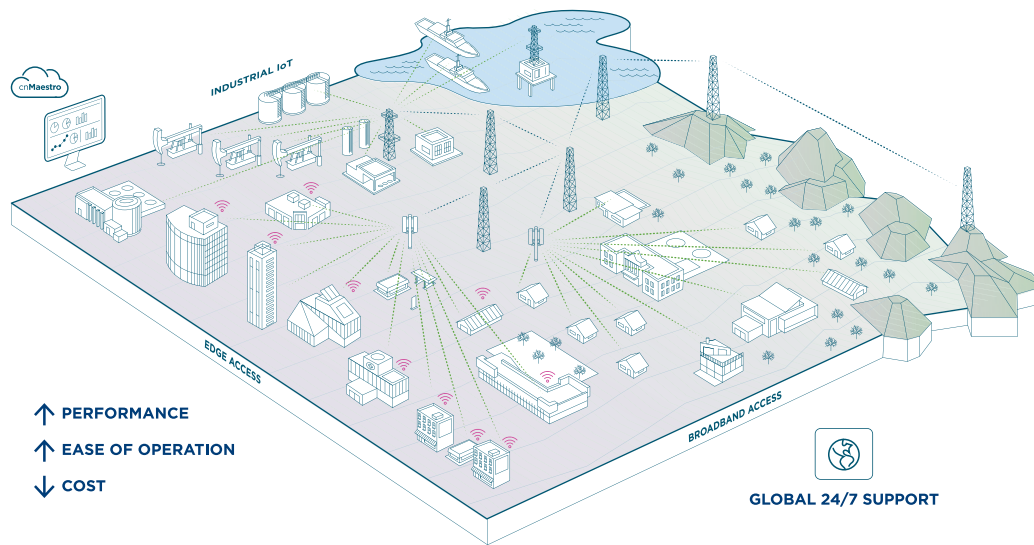 cnMaestro
INDUSTRIAL IoT
EDGE ACCESS
BROADBAND ACCESS
PERFORMANCE
EASE OF OPERATION
COST
GLOBAL 24/7 SUPPORT